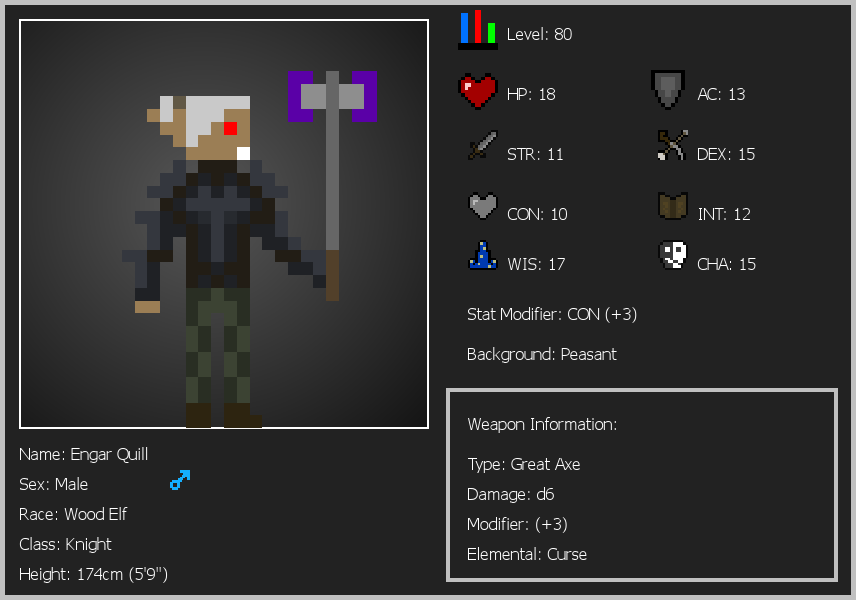 Level: 80
HP: 18
AC: 13
STR: 11
DEX: 15
CON: 10
INT: 12
WIS: 17
CHA: 15
Stat Modifier: CON (+3)
Background: Peasant
Weapon Information:
Type: Great Axe
Damage: d6
Modifier: (+3)
Elemental: Curse
Name: Engar Quill
Sex: Male
Race: Wood Elf
Class: Knight
Height: 174cm (5'9")